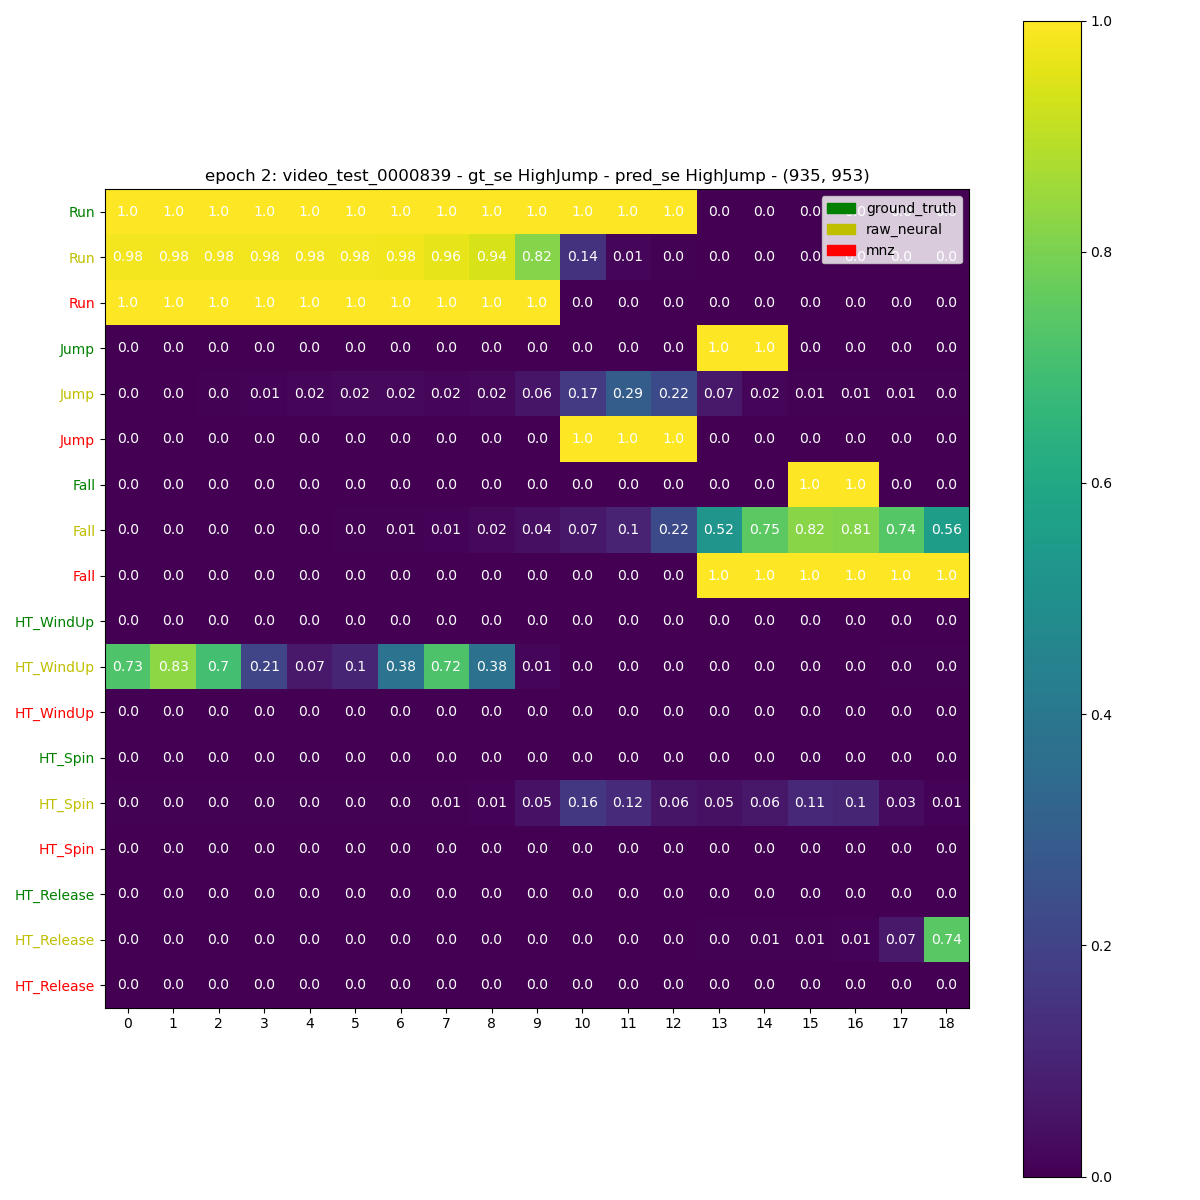 epoch 2: video_test_0000839 - gt_se HighJump - pred_se HighJump - (935, 953)
Run 1.0 1.0 1.0 1.0 1.0 1.0 1.0 1.0 1.0 1.0 1.0 1.0 1.0 0.0 0.0 0.0
Run 0.98 0.98 0.98 0.98 0.98 0.98 0.98 0.96 0.94 0.82 0.14 0.01 0.0 0.0 0.0 0.0 0.0 0.0 0.0
Run 1.0 1.0 1.0 1.0 1.0 1.0 1.0 1.0 1.0 1.0 0.0 0.0 0.0 0.0 0.0 0.0 0.0 0.0 0.0
Jump 0.0 0.0 0.0 0.0 0.0 0.0 0.0 0.0 0.0 0.0 0.0 0.0 0.0 1.0 1.0 0.0 0.0 0.0 0.0
Jump 0.0 0.0 0.0 0.01 0.02 0.02 0.02 0.02 0.02 0.06 0.17 0.29 0.22 0.07 0.02 0.01 0.01 0.01 0.0
Jump 0.0 0.0 0.0 0.0 0.0 0.0 0.0 0.0 0.0 0.0 1.0 1.0 1.0 0.0 0.0 0.0 0.0 0.0 0.0
Fall 0.0 0.0 0.0 0.0 0.0 0.0 0.0 0.0 0.0 0.0 0.0 0.0 0.0 0.0 0.0 1.0 1.0 0.0 0.0
Fall 0.0 0.0 0.0 0.0 0.0 0.0 0.01 0.01 0.02 0.04 0.07 0.1 0.22 0.52 0.75 0.82 0.81 0.74 0.56
Fall 0.0 0.0 0.0 0.0 0.0 0.0 0.0 0.0 0.0 0.0 0.0 0.0 0.0 1.0 1.0 1.0 1.0 1.0 1.0
HT_WindUp 0.0 0.0 0.0 0.0 0.0 0.0 0.0 0.0 0.0 0.0 0.0 0.0 0.0 0.0 0.0 0.0 0.0 0.0 0.0
HT_WindUp 0.73 0.83 0.7 0.21 0.07 0.1 0.38 0.72 0.38 0.01 0.0 0.0 0.0 0.0 0.0 0.0 0.0 0.0 0.0
HT_WindUp 0.0 0.0 0.0 0.0 0.0 0.0 0.0 0.0 0.0 0.0 0.0 0.0 0.0 0.0 0.0 0.0 0.0 0.0 0.0
HT_Spin 0.0 0.0 0.0 0.0 0.0 0.0 0.0 0.0 0.0 0.0 0.0 0.0 0.0 0.0 0.0 0.0 0.0 0.0 0.0
HT_Spin 0.0 0.0 0.0 0.0 0.0 0.0 0.0 0.01 0.01 0.05 0.16 0.12 0.06 0.05 0.06 0.11 0.1 0.03 0.01
HT_Spin 0.0 0.0 0.0 0.0 0.0 0.0 0.0 0.0 0.0 0.0 0.0 0.0 0.0 0.0 0.0 0.0 0.0 0.0 0.0
HT_Release 0.0 0.0 0.0 0.0 0.0 0.0 0.0 0.0 0.0 0.0 0.0 0.0 0.0 0.0 0.0 0.0 0.0 0.0 0.0
HT_Release 0.0 0.0 0.0 0.0 0.0 0.0 0.0 0.0 0.0 0.0 0.0 0.0 0.0 0.0 0.01 0.01 0.01 0.07 0.74
HT_Release 0.0 0.0 0.0 0.0 0.0 0.0 0.0 0.0 0.0 0.0 0.0 0.0 0.0 0.0 0.0 0.0 0.0 0.0 0.0
0 1 2 3 4 5 6 7 8 9 10 11 12 13 14 15 16 17 18
ground_truth
raw_neural
mnz
1.0
0.8
0.6
0.4
0.2
0.0